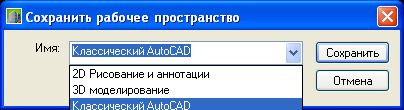 Сохранить рабочее пространство
Имя: Классический AutoCAD Сохранить
2D Рисование и аннотации
3D моделирование Отмена
Классический AutoCAD